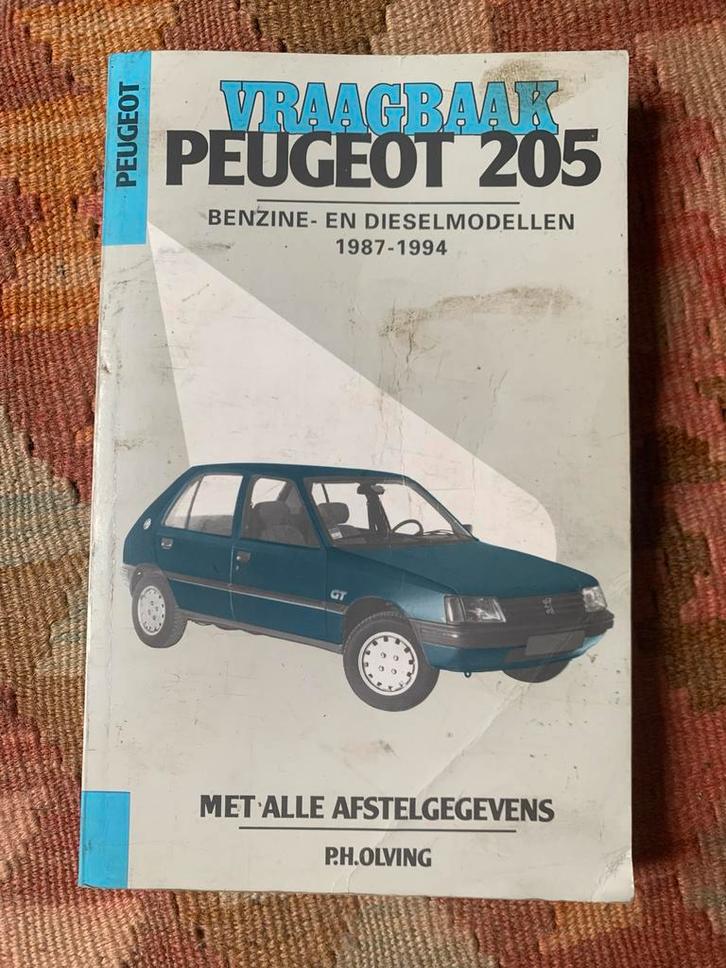 PEUGEOT
VRAAGBAAK
PEUGEOT 205
BENZINE- EN DIESELMODELLEN
1987-1994
GT
MET ALLE AFSTELGEGEVENS
P.H.OLVING